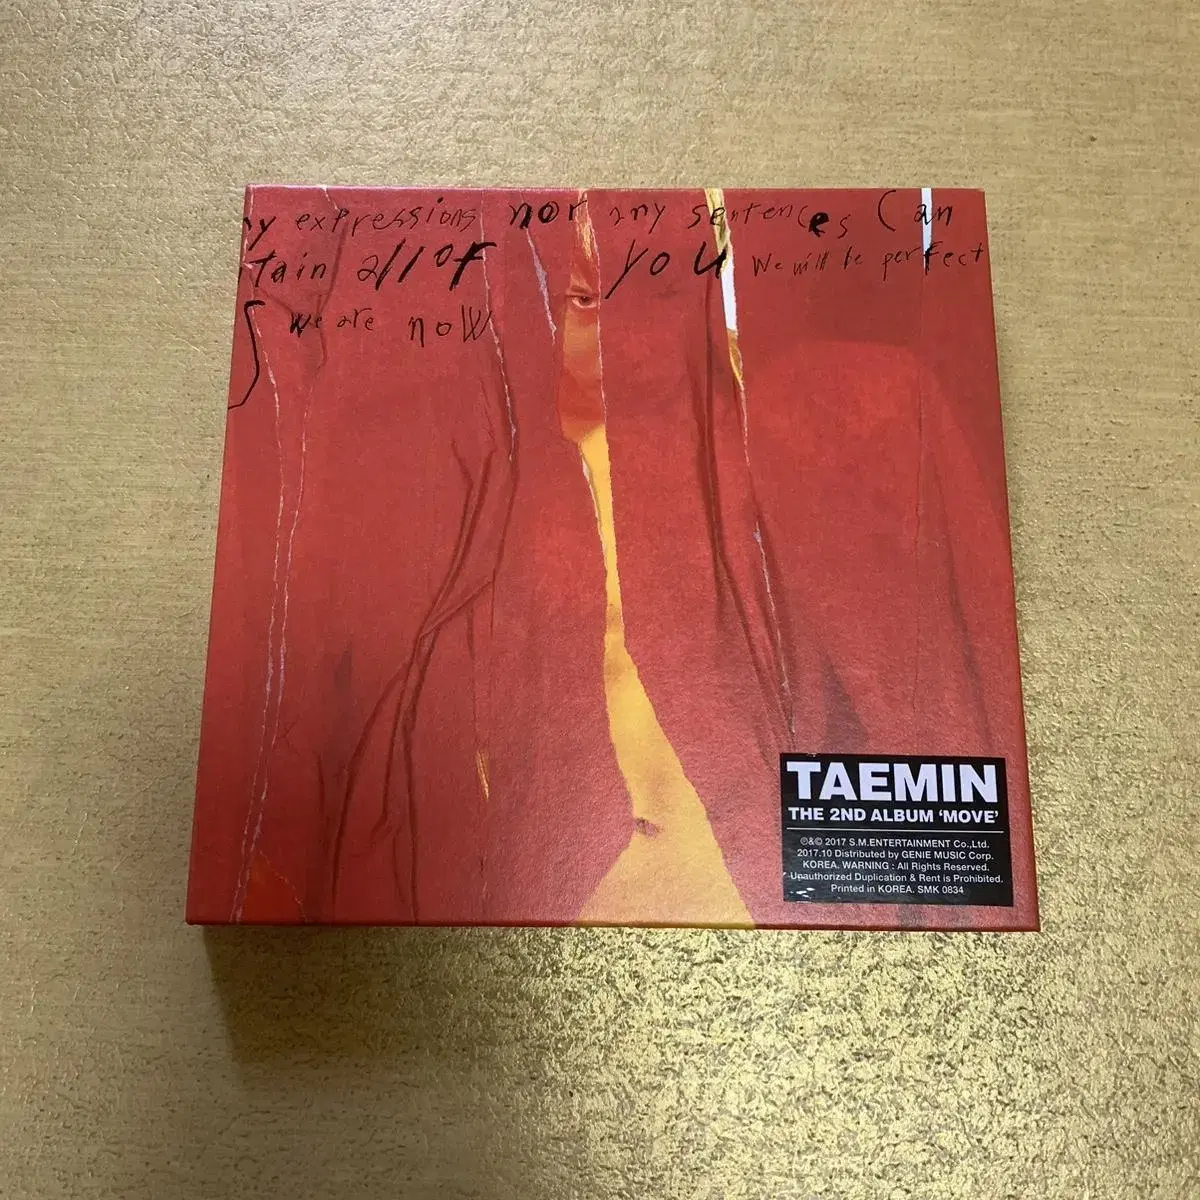 ny expressions nor any sentences can
ntain all of you We will be perfect
s we are now
TAEMIN
THE 2ND ALBUM ‘MOVE’
℗&© 2017 S.M.ENTERTAINMENT Co.,Ltd.
2017.10 Distributed by GENIE MUSIC Corp.
KOREA. WARNING : All Rights Reserved.
Unauthorized Duplication & Rent is Prohibited.
Printed in KOREA. SMK 0834